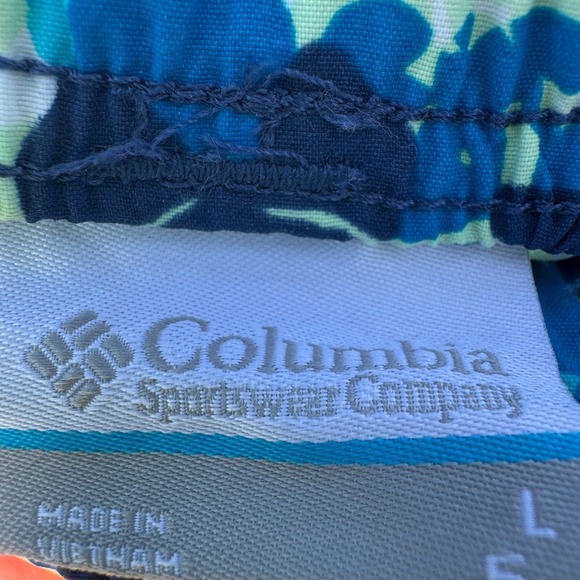 Columbia
Sportswear Company
MADE IN
VIETNAM
L